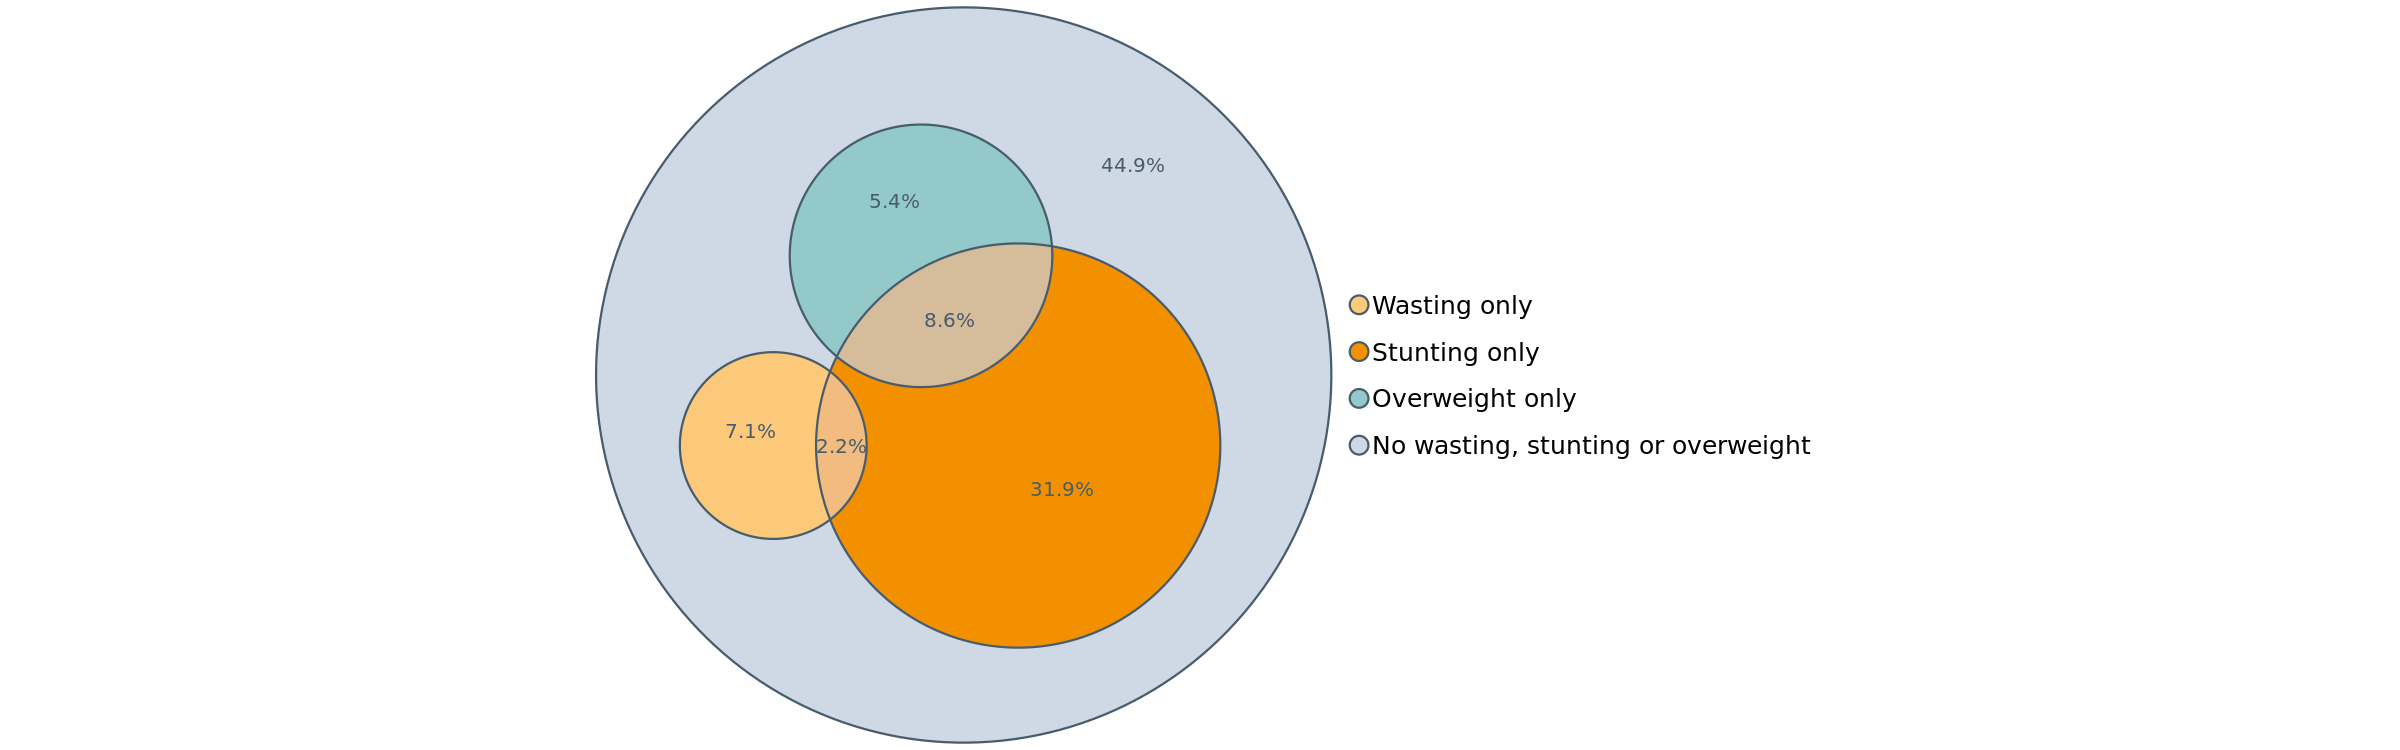 44.9%
5.4%
8.6%
7.1%
2.2%
31.9%
Wasting only
Stunting only
Overweight only
No wasting, stunting or overweight